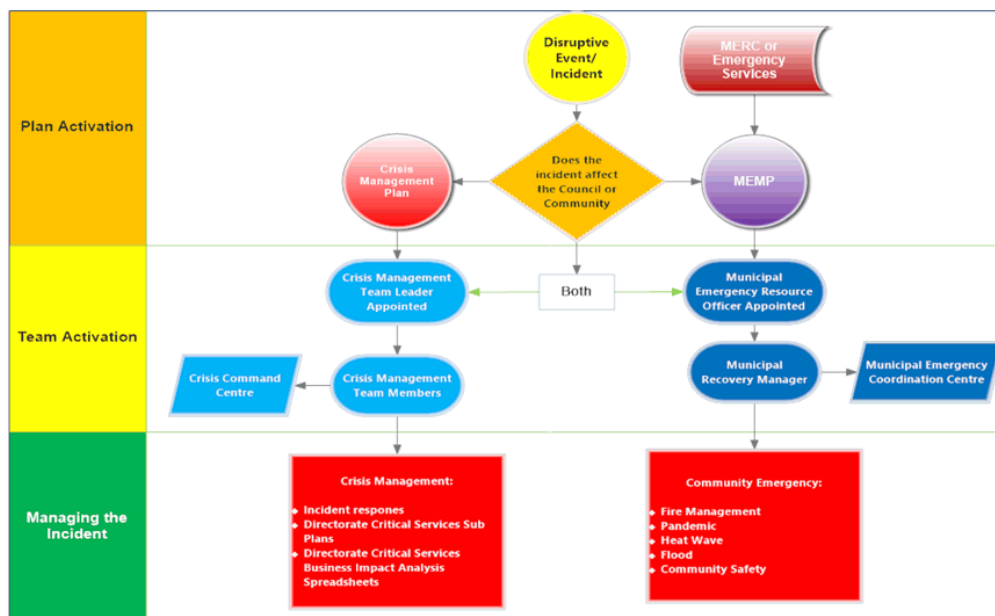 Disruptive
Event/
Incident
MERC or
Emergency
Services
Plan Activation
Crisis
Management
Plan
Does the
incident affect
the Council or
Community
MEMP
Team Activation
Crisis Management
Team Leader
Appointed
Both
Municipal
Emergency Resource
Officer Appointed
Crisis Command
Centre
Crisis Management
Team Members
Municipal
Recovery Manager
Municipal Emergency
Coordination Centre
Managing the
Incident
Crisis Management:
Incident respones
Directorate Critical Services Sub
Plans
Directorate Critical Services
Business Impact Analysis
Spreadsheets
Community Emergency:
Fire Management
Pandemic
Heat Wave
Flood
Community Safety